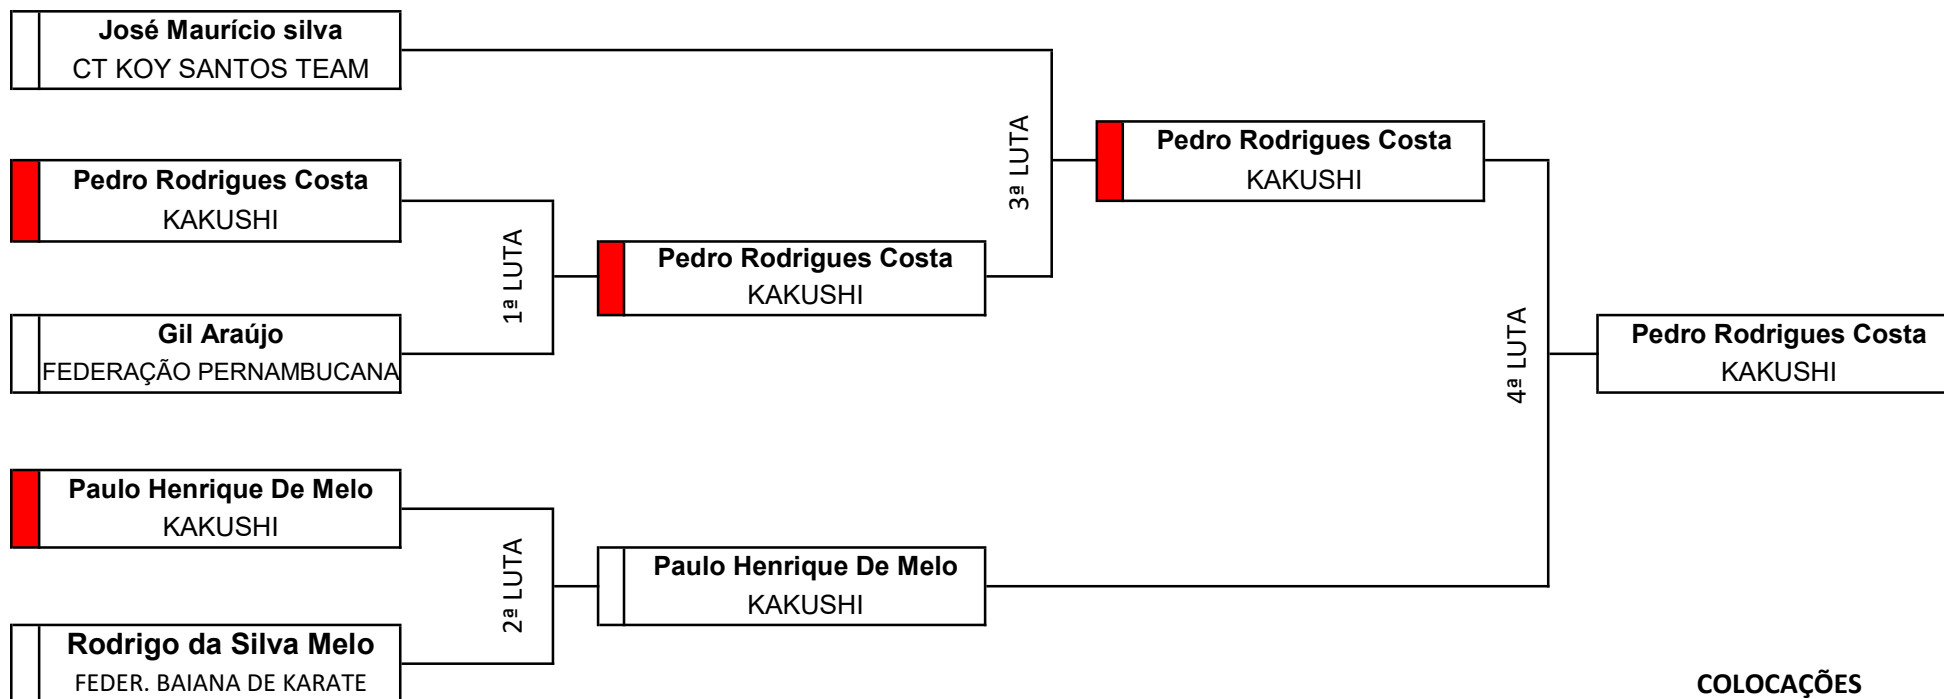 José Maurício silva
CT KOY SANTOS TEAM
Pedro Rodrigues Costa
KAKUSHI
Gil Araújo
FEDERAÇÃO PERNAMBUCANA
Paulo Henrique De Melo
KAKUSHI
Rodrigo da Silva Melo
FEDER. BAIANA DE KARATE
1ª LUTA
2ª LUTA
Pedro Rodrigues Costa
KAKUSHI
Paulo Henrique De Melo
KAKUSHI
3ª LUTA
Pedro Rodrigues Costa
KAKUSHI
4ª LUTA
Pedro Rodrigues Costa
KAKUSHI
COLOCAÇÕES